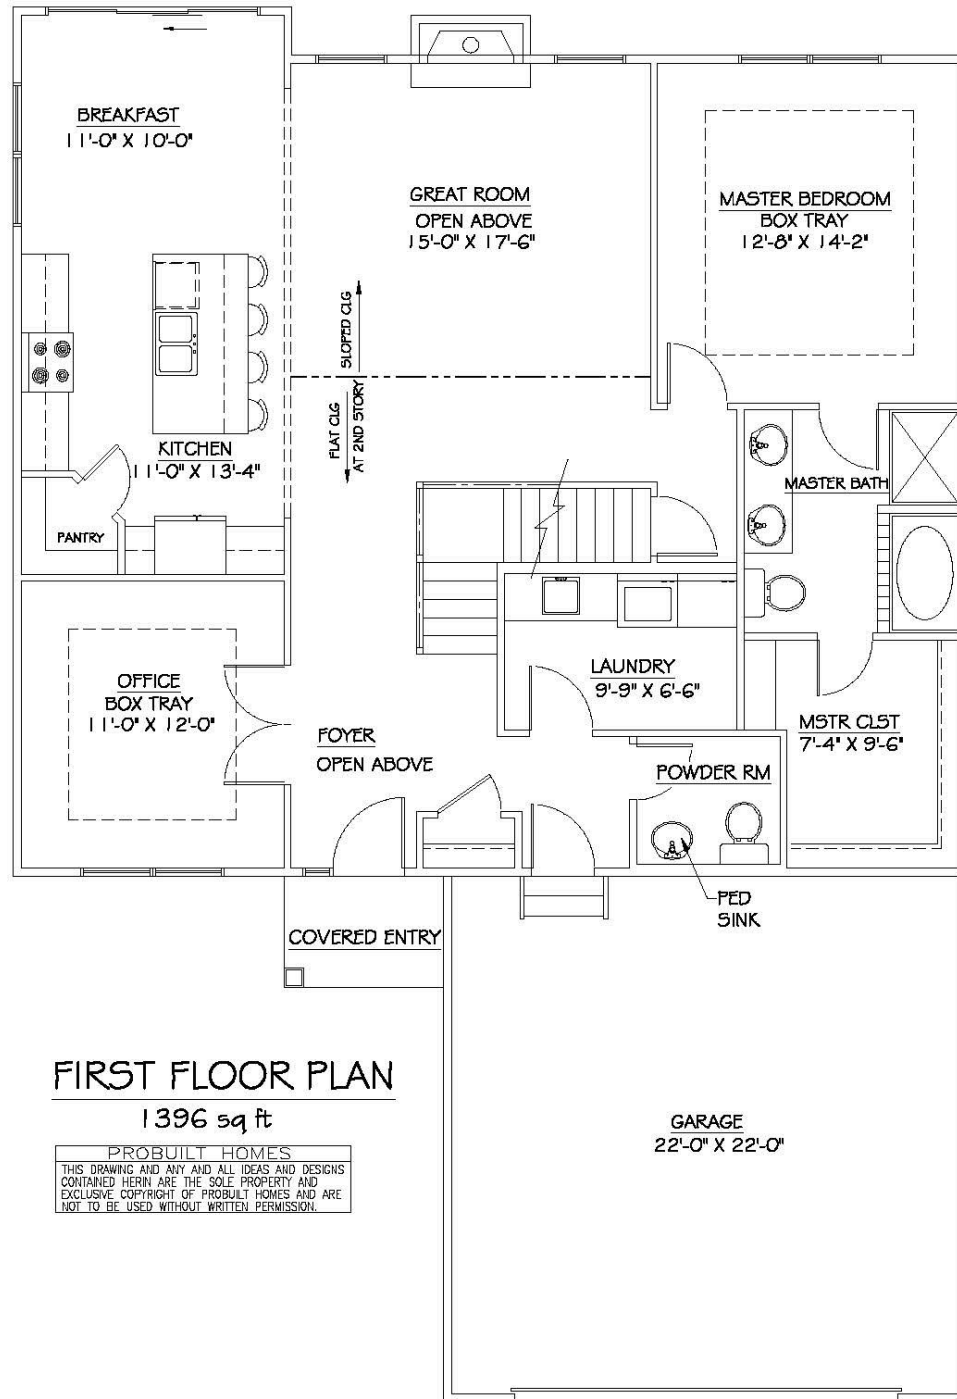 BREAKFAST
11'-0" X 10'-0"
GREAT ROOM
OPEN ABOVE
15'-0" X 17'-6"
MASTER BEDROOM
BOX TRAY
12'-8" X 14'-2"
SLOPED CLG
FLAT CLG
AT 2ND STORY
KITCHEN
11'-0" X 13'-4"
MASTER BATH
PANTRY
OFFICE
BOX TRAY
11'-0" X 12'-0"
LAUNDRY
9'-9" X 6'-6"
FOYER
OPEN ABOVE
MSTR CLST
7'-4" X 9'-6"
POWDER RM
PED
SINK
COVERED ENTRY
FIRST FLOOR PLAN
1396 sq ft
PROBUILT HOMES
THIS DRAWING AND ANY AND ALL IDEAS AND DESIGNS
CONTAINED HERIN ARE THE SOLE PROPERTY AND
EXCLUSIVE COPYRIGHT OF PROBUILT HOMES AND ARE
NOT TO BE USED WITHOUT WRITTEN PERMISSION.
GARAGE
22'-0" X 22'-0"